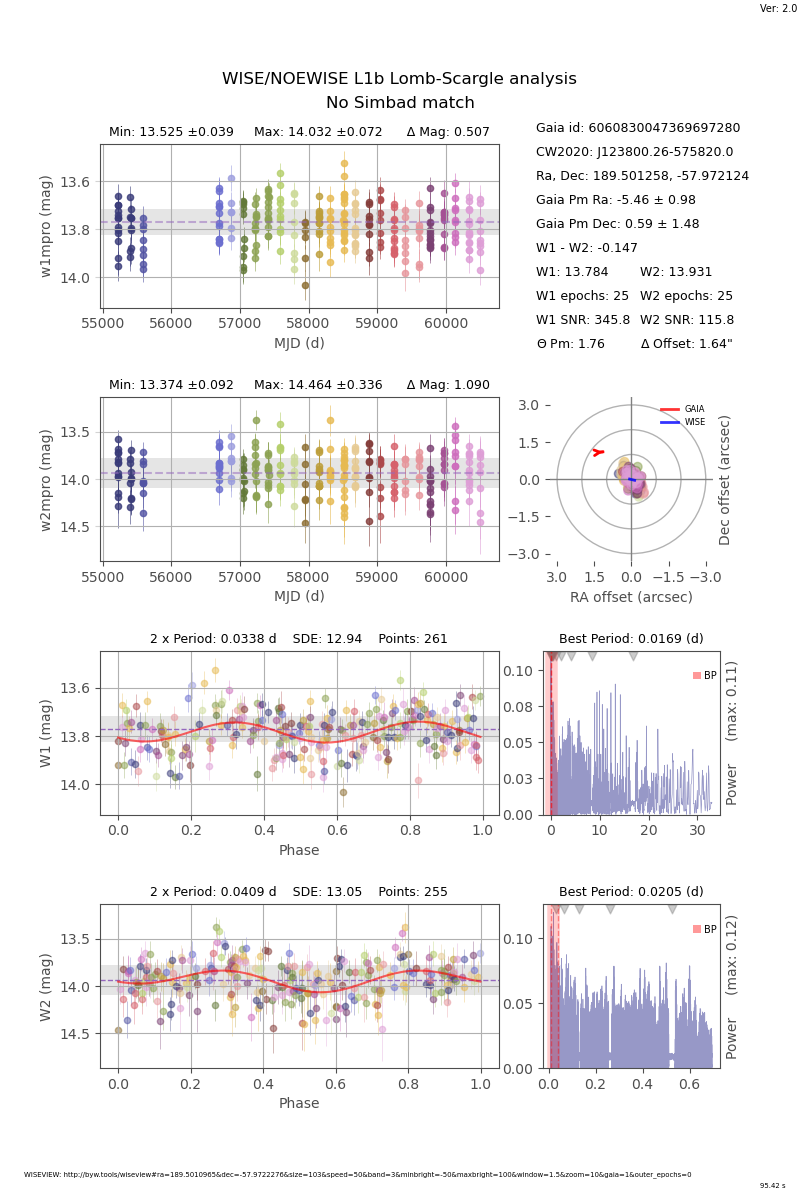 Ver: 2.0
WISE/NOEWISE L1b Lomb-Scargle analysis
No Simbad match
Min: 13.525 ±0.039 Max: 14.032 ±0.072 Δ Mag: 0.507
w1mpro (mag)
13.6
13.8
14.0
55000 56000 57000 58000 59000 60000
MJD (d)
Gaia id: 6060830047369697280
CW2020: J123800.26-575820.0
Ra, Dec: 189.501258, -57.972124
Gaia Pm Ra: -5.46 ± 0.98
Gaia Pm Dec: 0.59 ± 1.48
W1 - W2: -0.147
W1: 13.784 W2: 13.931
W1 epochs: 25 W2 epochs: 25
W1 SNR: 345.8 W2 SNR: 115.8
Θ Pm: 1.76 Δ Offset: 1.64"
Min: 13.374 ±0.092 Max: 14.464 ±0.336 Δ Mag: 1.090
w2mpro (mag)
13.5
14.0
14.5
55000 56000 57000 58000 59000 60000
MJD (d)
GAIA
WISE
3.0
1.5
0.0
−1.5
−3.0
3.0 1.5 0.0 −1.5 −3.0
RA offset (arcsec)
Dec offset (arcsec)
2 x Period: 0.0338 d SDE: 12.94 Points: 261
W1 (mag)
13.6
13.8
14.0
0.0 0.2 0.4 0.6 0.8 1.0
Phase
Best Period: 0.0169 (d)
BP
0.10
0.08
0.05
0.03
0.00
0 10 20 30
Power (max: 0.11)
2 x Period: 0.0409 d SDE: 13.05 Points: 255
W2 (mag)
13.5
14.0
14.5
0.0 0.2 0.4 0.6 0.8 1.0
Phase
Best Period: 0.0205 (d)
BP
0.10
0.05
0.00
0.0 0.2 0.4 0.6
Power (max: 0.12)
WISEVIEW: http://byw.tools/wiseview#ra=189.5010965&dec=-57.9722276&size=103&speed=50&band=3&minbright=-50&maxbright=100&window=1.5&zoom=10&gaia=1&outer_epochs=0
95.42 s